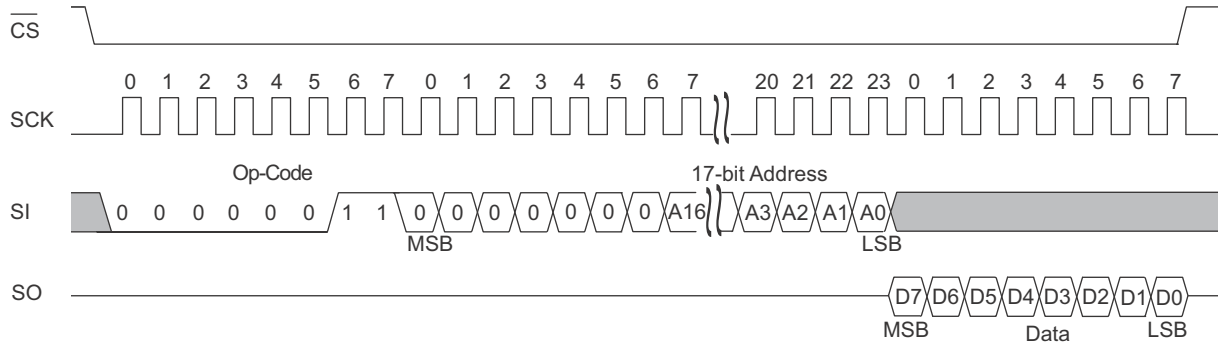 CS
0 1 2 3 4 5 6 7 0 1 2 3 4 5 6 7 20 21 22 23 0 1 2 3 4 5 6 7
SCK
Op-Code 17-bit Address
SI 0 0 0 0 0 0 1 1 0 0 0 0 0 0 0 A16 A3 A2 A1 A0
MSB LSB
SO D7 D6 D5 D4 D3 D2 D1 D0
MSB Data LSB